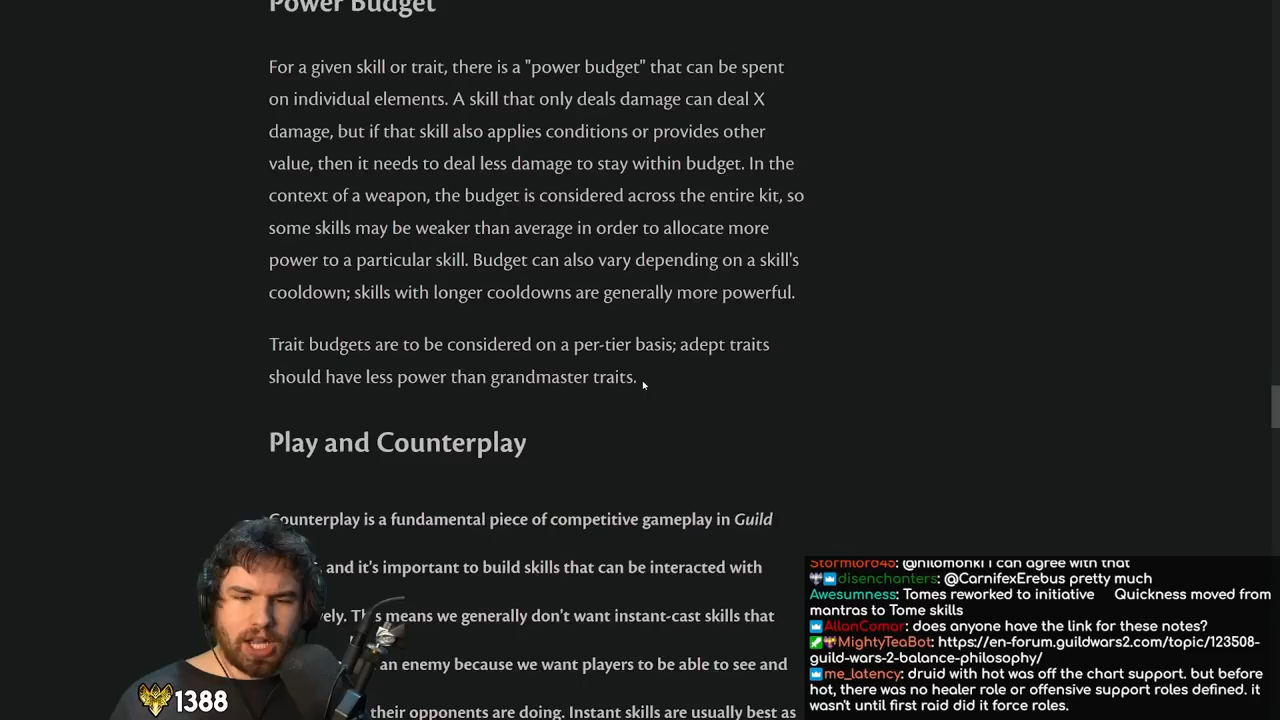 Power Budget
For a given skill or trait, there is a "power budget" that can be spent
on individual elements. A skill that only deals damage can deal X
damage, but if that skill also applies conditions or provides other
value, then it needs to deal less damage to stay within budget. In the
context of a weapon, the budget is considered across the entire kit, so
some skills may be weaker than average in order to allocate more
power to a particular skill. Budget can also vary depending on a skill's
cooldown; skills with longer cooldowns are generally more powerful.
Trait budgets are to be considered on a per-tier basis; adept traits
should have less power than grandmaster traits.
Play and Counterplay
Counterplay is a fundamental piece of competitive gameplay in Guild
and it's important to build skills that can be interacted with
This means we generally don't want instant-cast skills that
an enemy because we want players to be able to see and
their opponents are doing. Instant skills are usually best as
1388
Stormlord45: @nilomonki i can agree with that
disenchanters: @CarnifexErebus pretty much
Awesumness: Tomes reworked to initiative Quickness moved from
mantras to Tome skills
AllanComar: does anyone have the link for these notes?
MightyTeaBot: https://en-forum.guildwars2.com/topic/123508-
guild-wars-2-balance-philosophy/
me_latency: druid with hot was off the chart support. but before
hot, there was no healer role or offensive support roles defined. it
wasn't until first raid did it force roles.